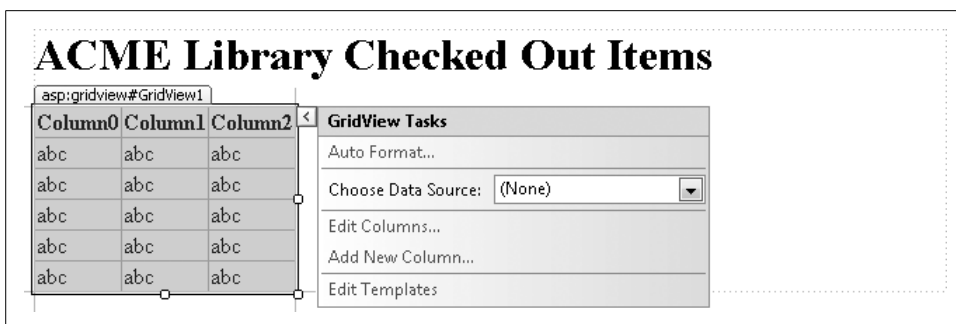 ACME Library Checked Out Items
asp:gridview#GridView1
Column0 Column1 Column2
abc abc abc
abc abc abc
abc abc abc
abc abc abc
abc abc abc
GridView Tasks
Auto Format...
Choose Data Source: (None)
Edit Columns...
Add New Column...
Edit Templates